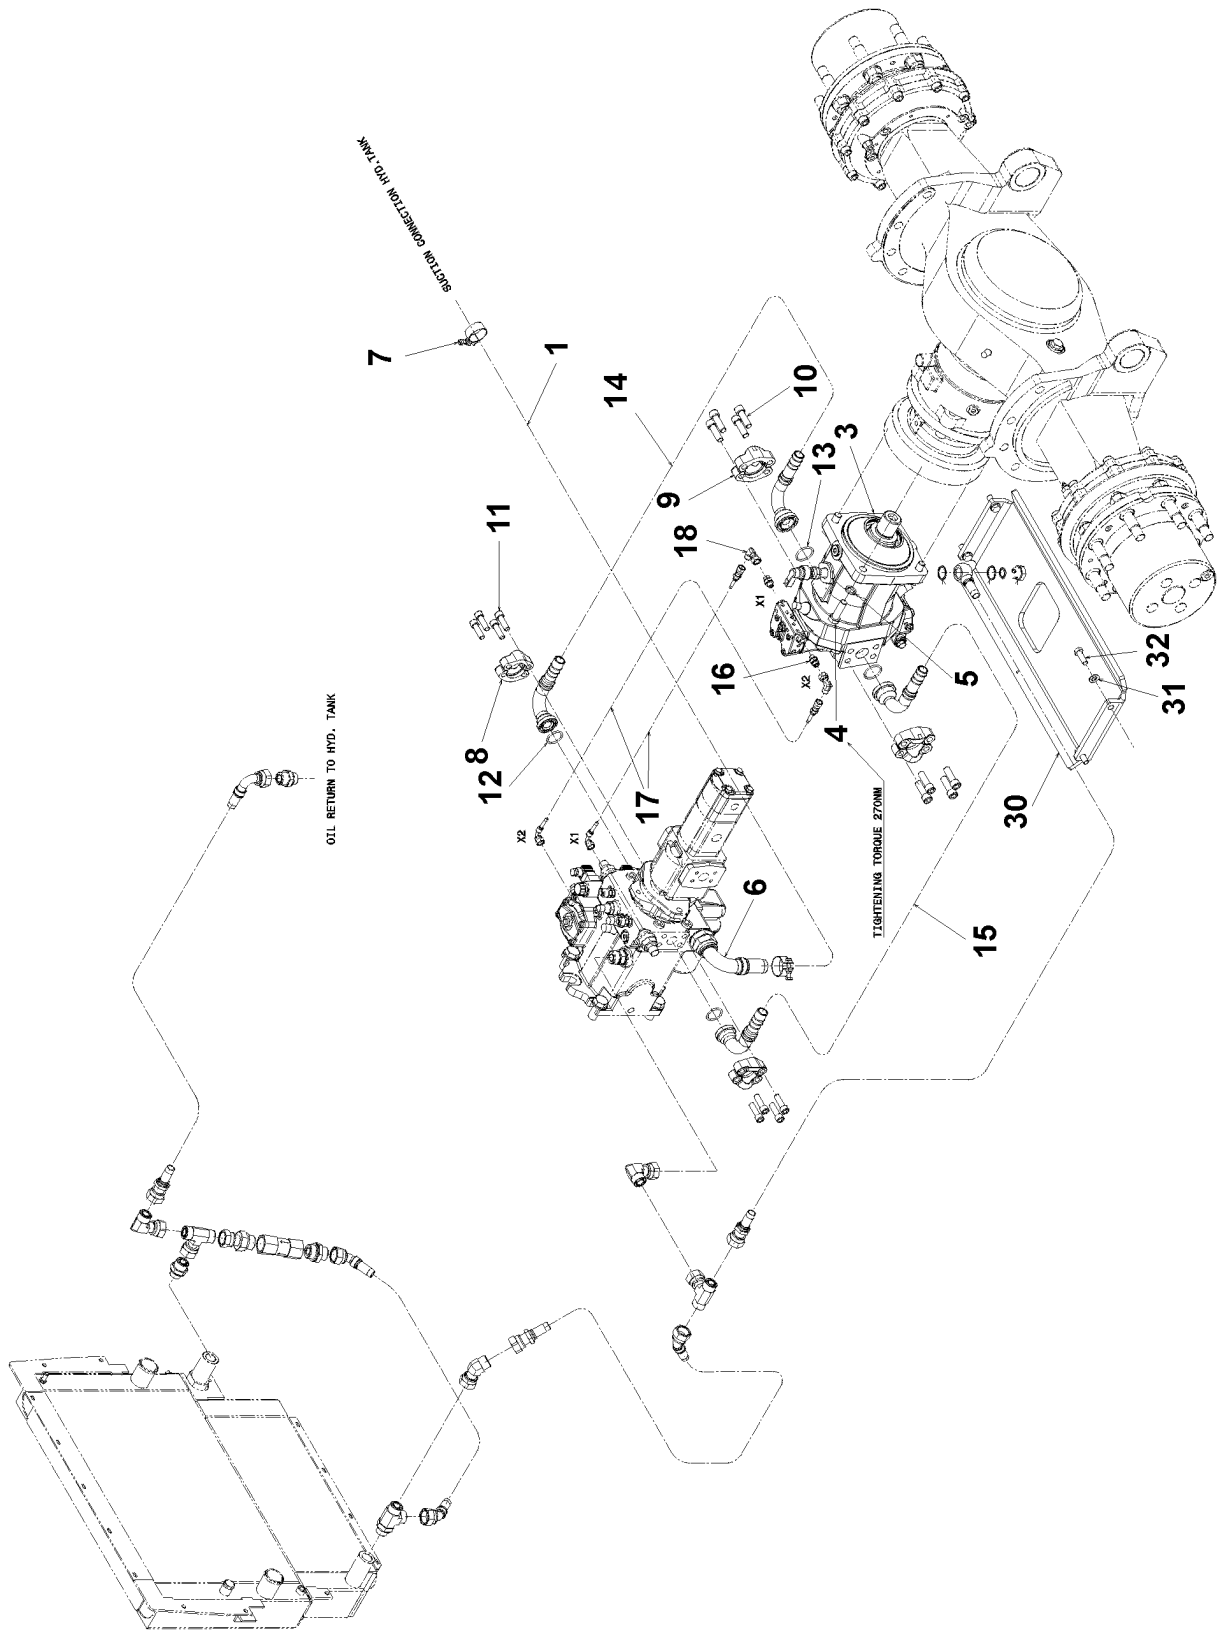 SUCTION CONNECTION HYD.TANK
7
1
14
10
11
9
13
3
18
X1
8
12
16
X2
5
32
31
4
OIL RETURN TO HYD. TANK
17
X2
X1
30
TIGHTENING TORQUE 270NM
6
15